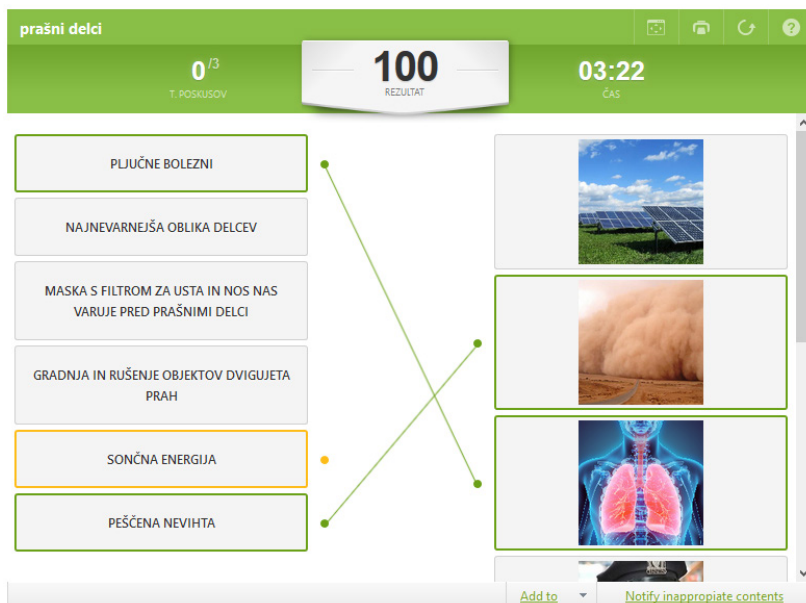 prašni delci
0/3
T. POSKUSOV
100
REZULTAT
03:22
ČAS
PLJUČNE BOLEZNI
NAJNEVARNEJŠA OBLIKA DELCEV
MASKA S FILTROM ZA USTA IN NOS NAS
VARUJE PRED PRAŠNIMI DELCI
GRADNJA IN RUŠENJE OBJEKTOV DVIGUJETA
PRAH
SONČNA ENERGIJA
PEŠČENA NEVIHTA
Add to
Notify inappropiate contents